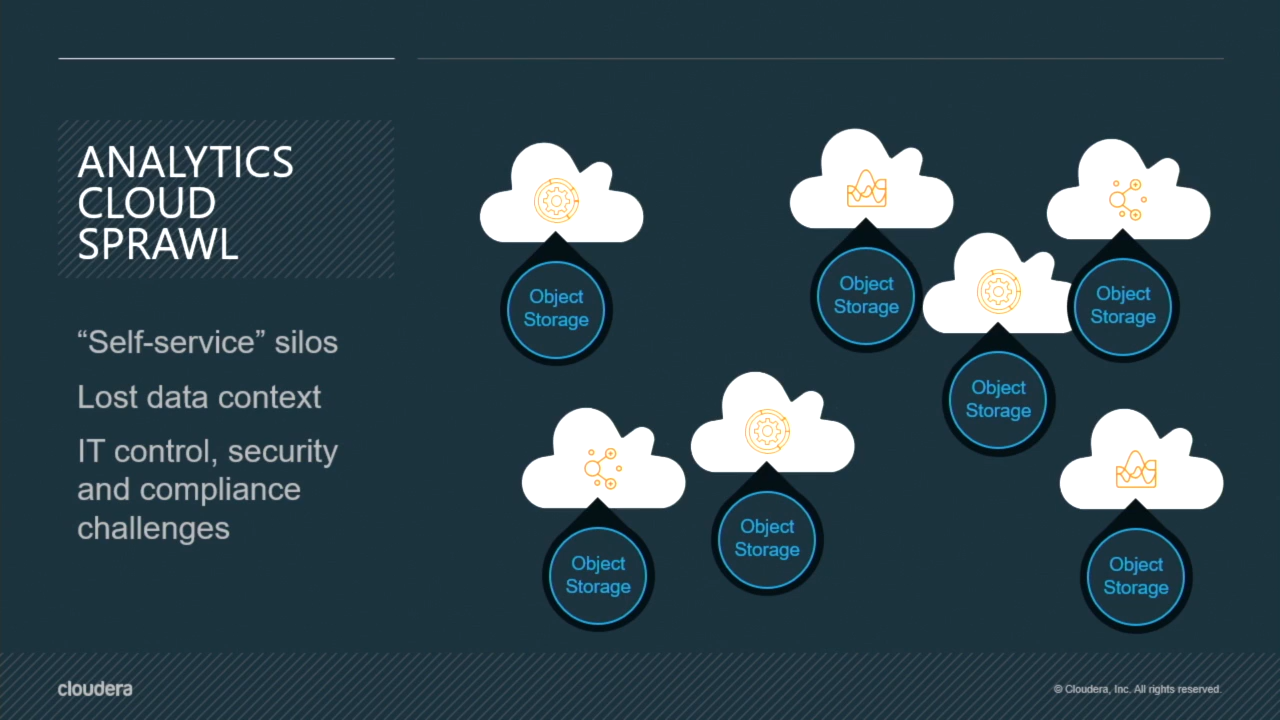 ANALYTICS
CLOUD
SPRAWL
“Self-service” silos
Lost data context
IT control, security
and compliance
challenges
Object
Storage
Object
Storage
Object
Storage
Object
Storage
Object
Storage
Object
Storage
Object
Storage
cloudera
© Cloudera, Inc. All rights reserved.